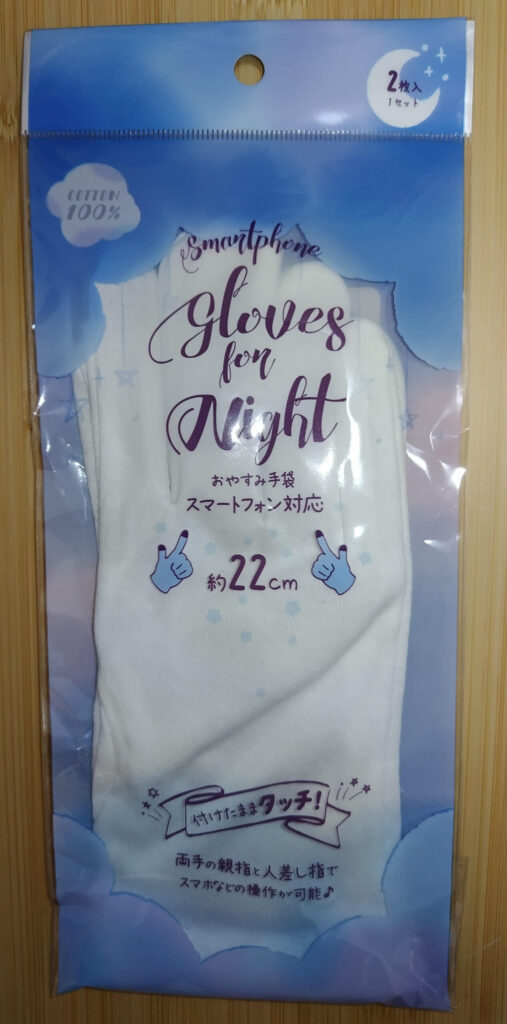 2枚入
1セット
COTTON
100%
Smartphone
Gloves
for
Night
おやすみ手袋
スマートフォン対応
約22cm
付けたままタッチ!
両手の親指と人差し指で
スマホなどの操作が可能♪